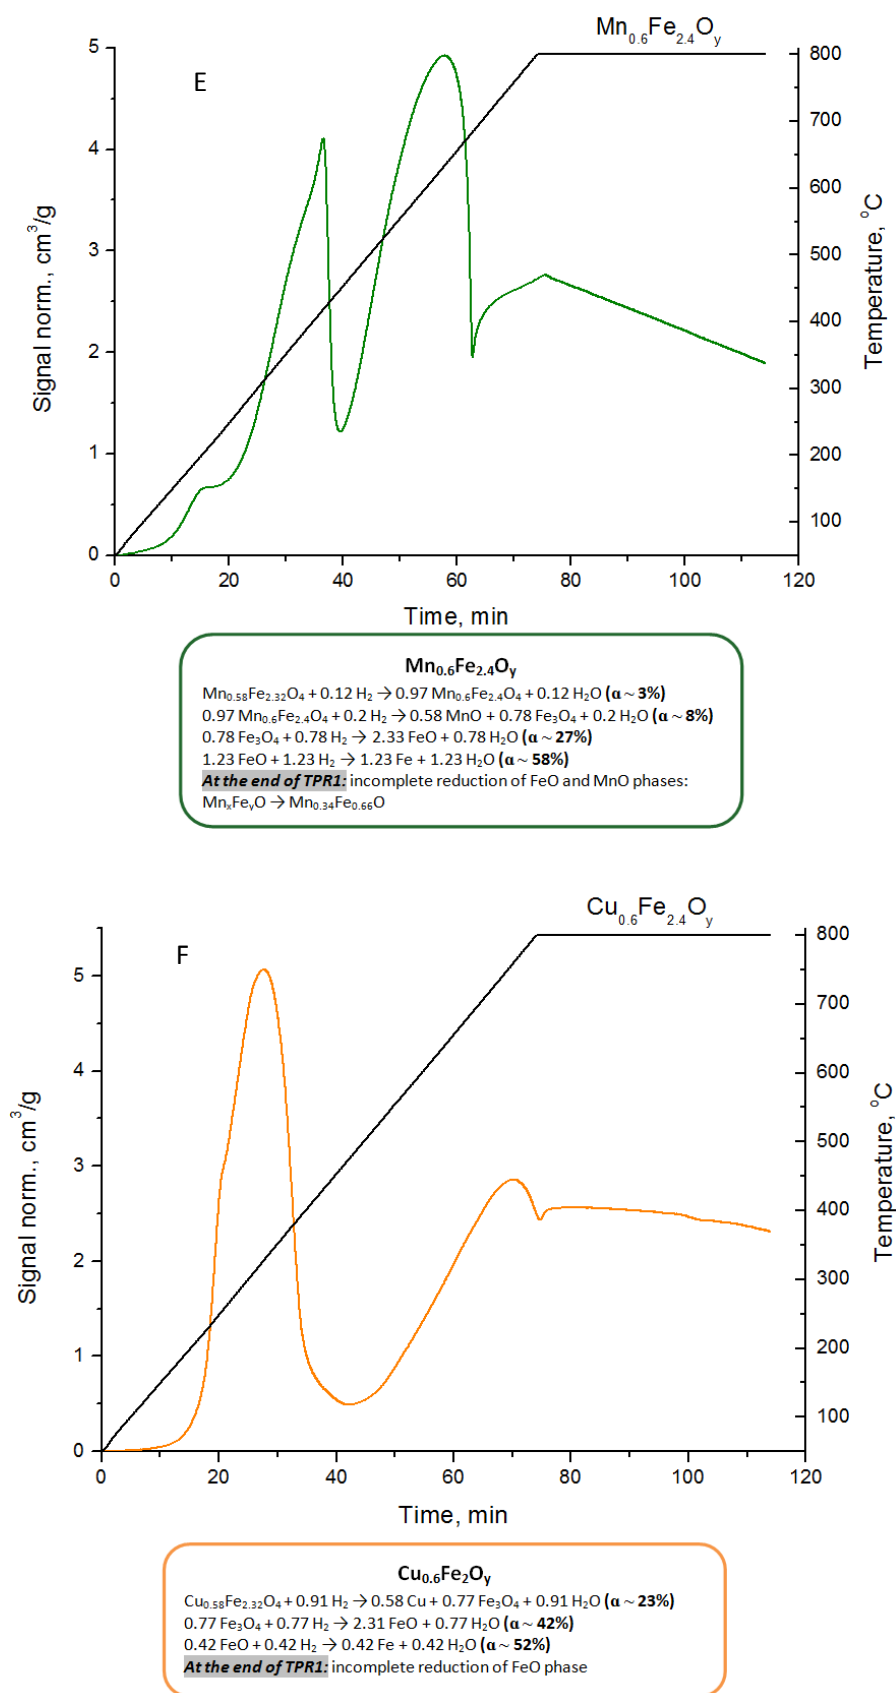 Mn0.6Fe2.4Oy
E
5
4
3
2
1
0
Signal norm., cm3/g
800
700
600
500
400
300
200
100
Temperature, oC
0 20 40 60 80 100 120
Time, min
Mn0.6Fe2.4Oy
Mn0.58Fe2.32O4 + 0.12 H2 → 0.97 Mn0.6Fe2.4O4 + 0.12 H2O (α ~ 3%)
0.97 Mn0.6Fe2.4O4 + 0.2 H2 → 0.58 MnO + 0.78 Fe3O4 + 0.2 H2O (α ~ 8%)
0.78 Fe3O4 + 0.78 H2 → 2.33 FeO + 0.78 H2O (α ~ 27%)
1.23 FeO + 1.23 H2 → 1.23 Fe + 1.23 H2O (α ~ 58%)
At the end of TPR1: incomplete reduction of FeO and MnO phases:
MnxFeyO → Mn0.34Fe0.66O
Cu0.6Fe2.4Oy
F
5
4
3
2
1
0
Signal norm., cm3/g
800
700
600
500
400
300
200
100
Temperature, oC
0 20 40 60 80 100 120
Time, min
Cu0.6Fe2Oy
Cu0.58Fe2.32O4 + 0.91 H2 → 0.58 Cu + 0.77 Fe3O4 + 0.91 H2O (α ~ 23%)
0.77 Fe3O4 + 0.77 H2 → 2.31 FeO + 0.77 H2O (α ~ 42%)
0.42 FeO + 0.42 H2 → 0.42 Fe + 0.42 H2O (α ~ 52%)
At the end of TPR1: incomplete reduction of FeO phase